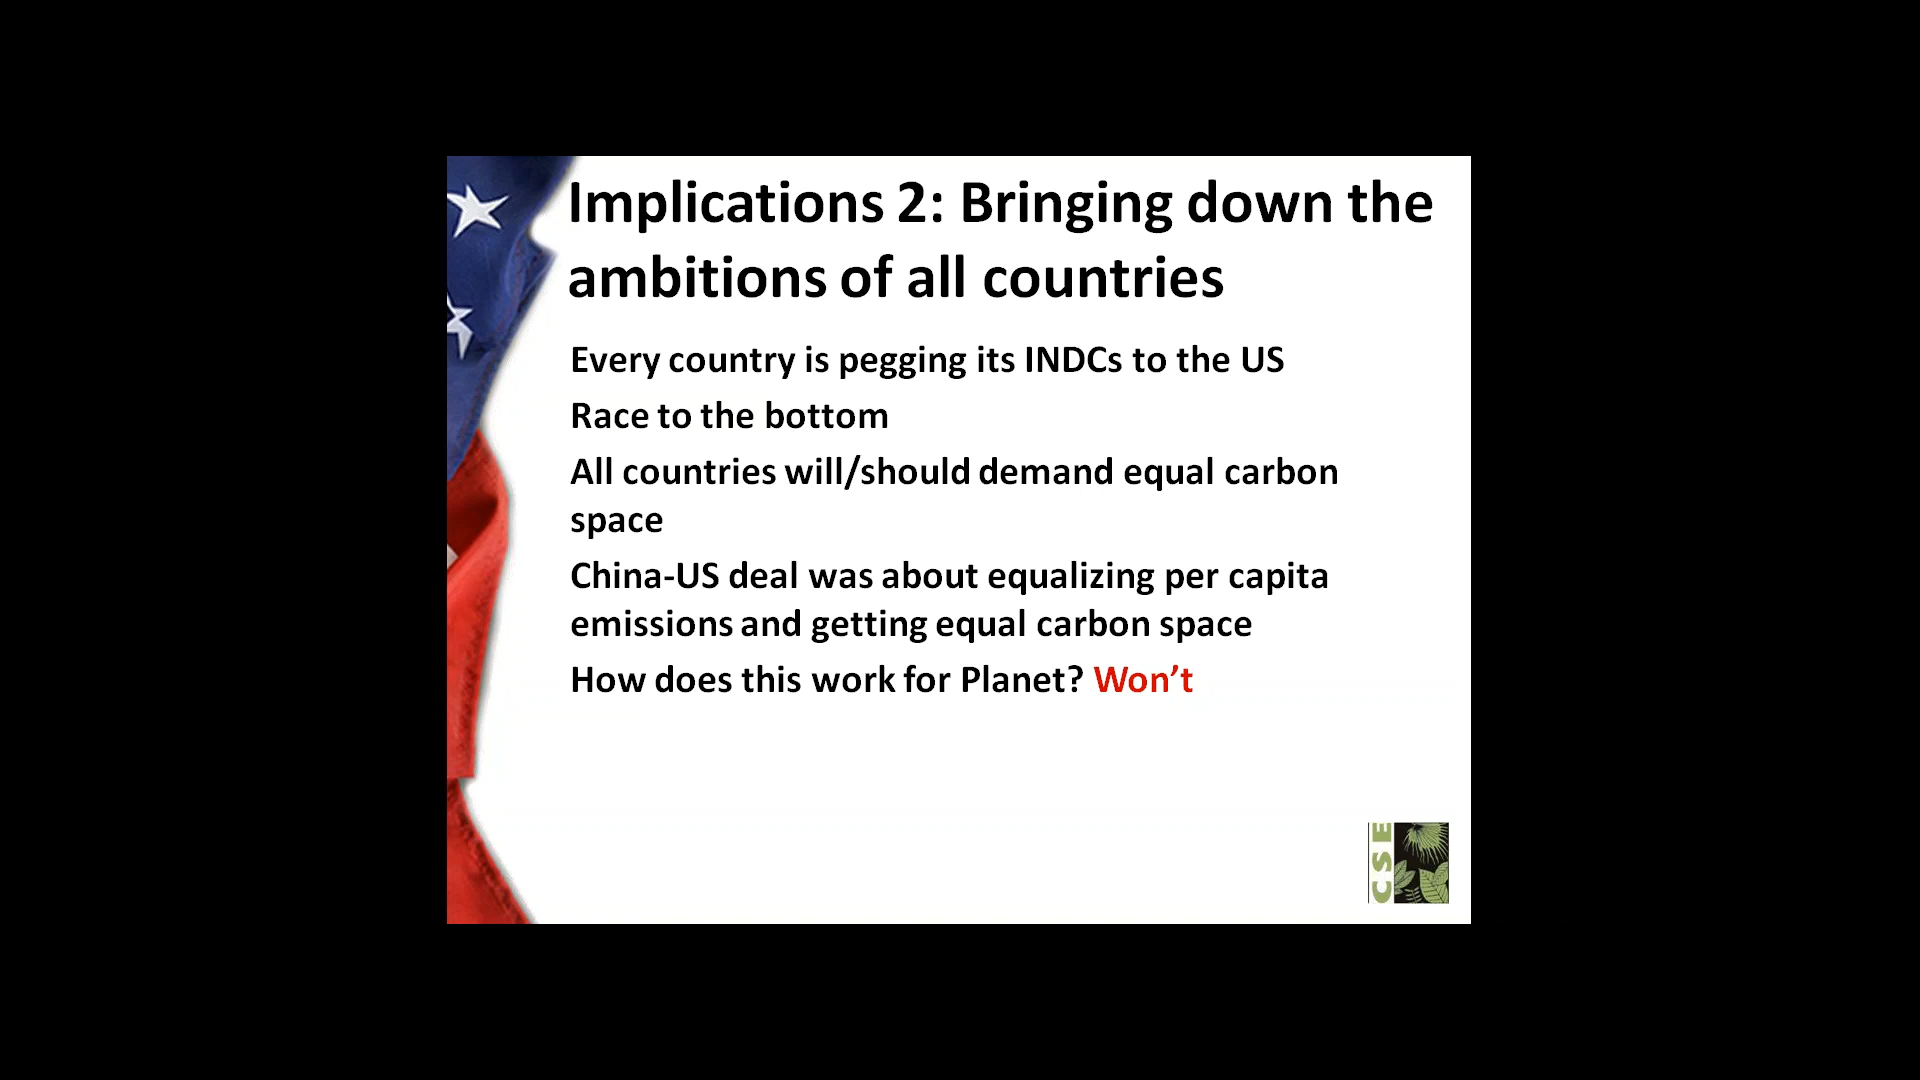 Implications 2: Bringing down the
ambitions of all countries
Every country is pegging its INDCs to the US
Race to the bottom
All countries will/should demand equal carbon
space
China-US deal was about equalizing per capita
emissions and getting equal carbon space
How does this work for Planet? Won’t
CSE